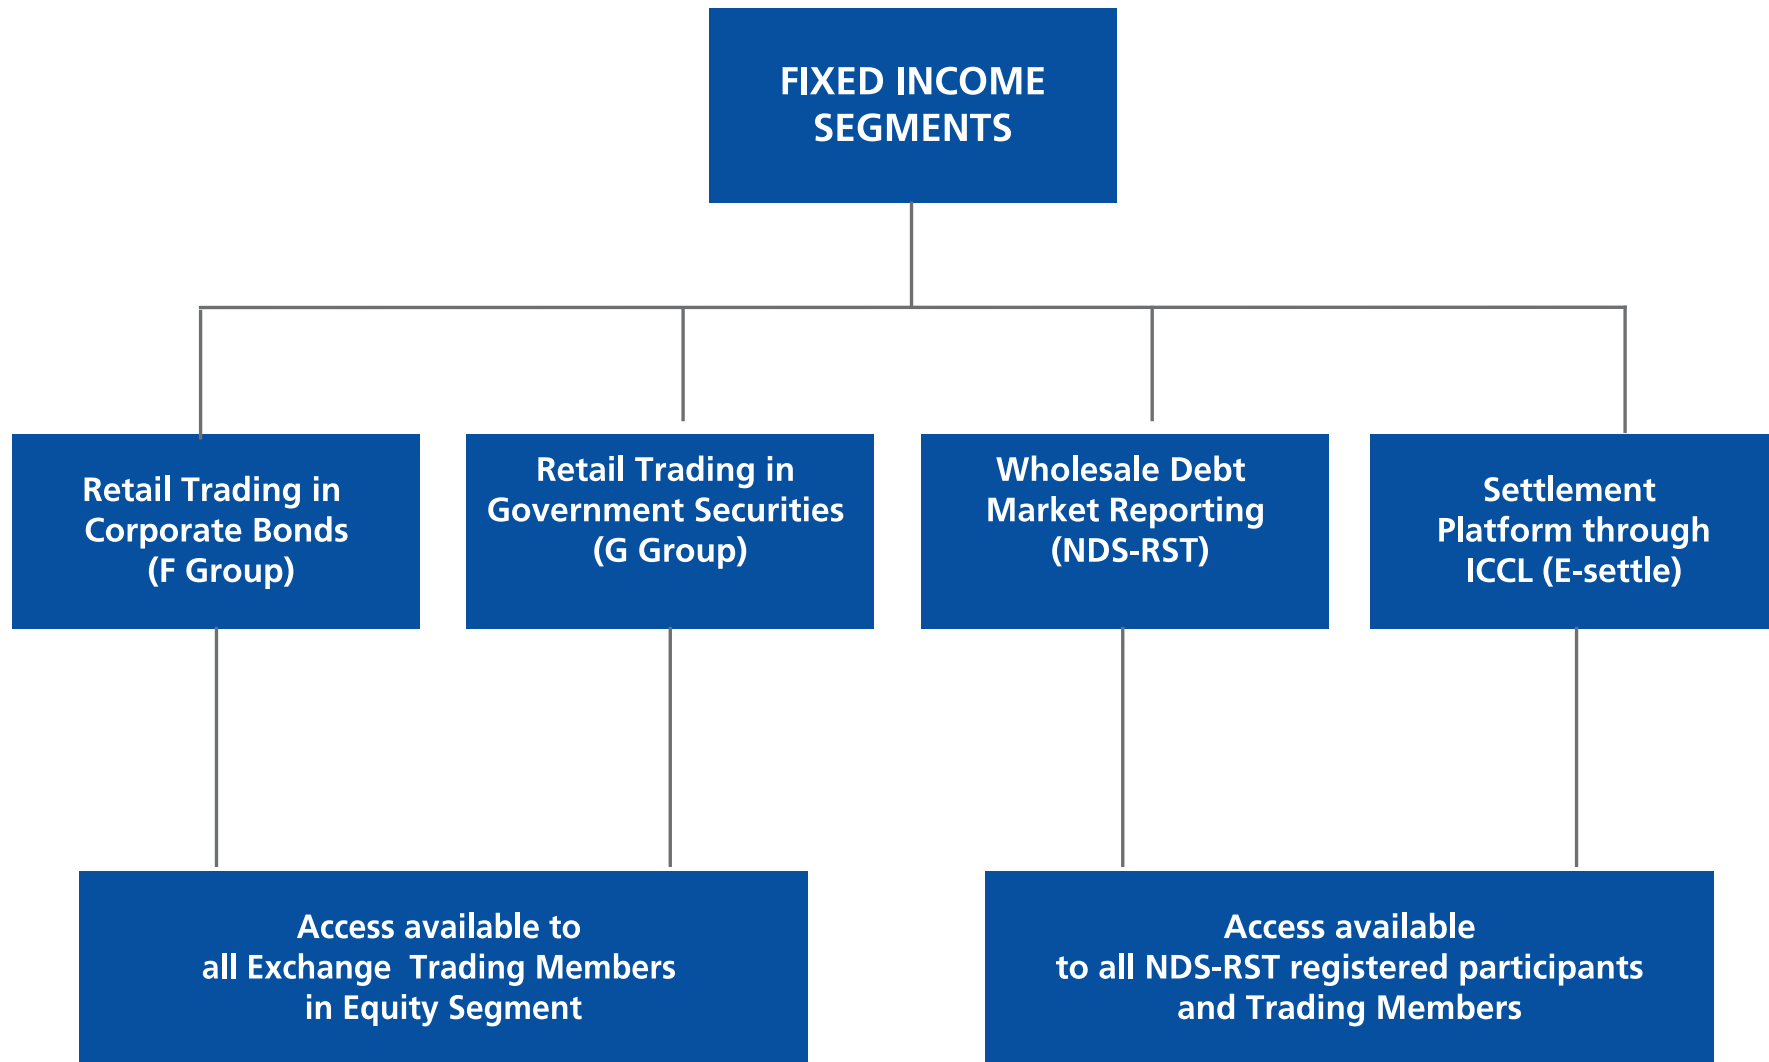 FIXED INCOME
SEGMENTS
Retail Trading in
Corporate Bonds
(F Group)
Retail Trading in
Government Securities
(G Group)
Wholesale Debt
Market Reporting
(NDS-RST)
Settlement
Platform through
ICCL (E-settle)
Access available to
all Exchange Trading Members
in Equity Segment
Access available
to all NDS-RST registered participants
and Trading Members